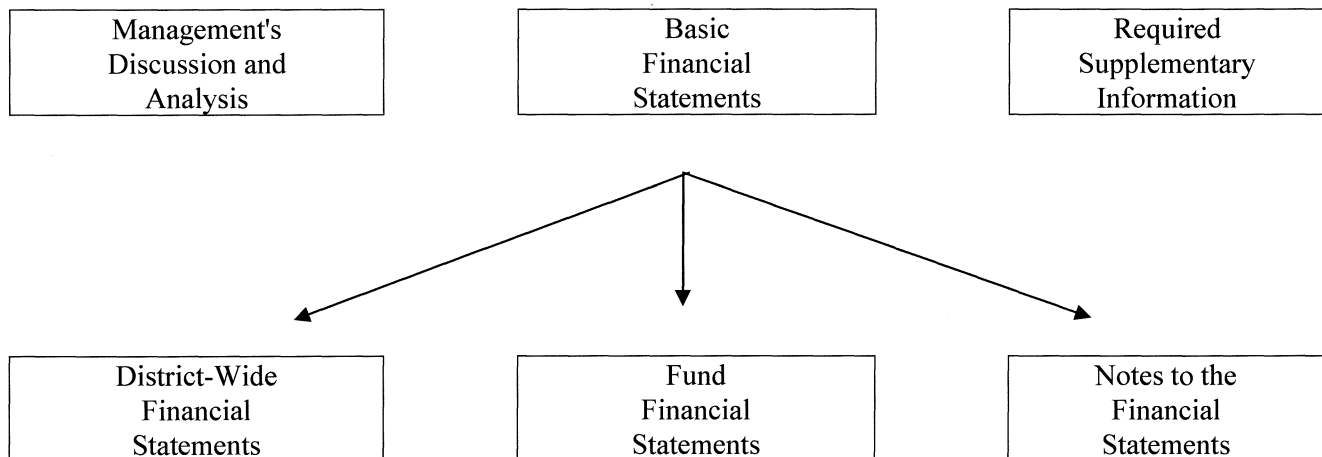 Management's
Discussion and
Analysis
Basic
Financial
Statements
Required
Supplementary
Information
District-Wide
Financial
Statements
Fund
Financial
Statements
Notes to the
Financial
Statements